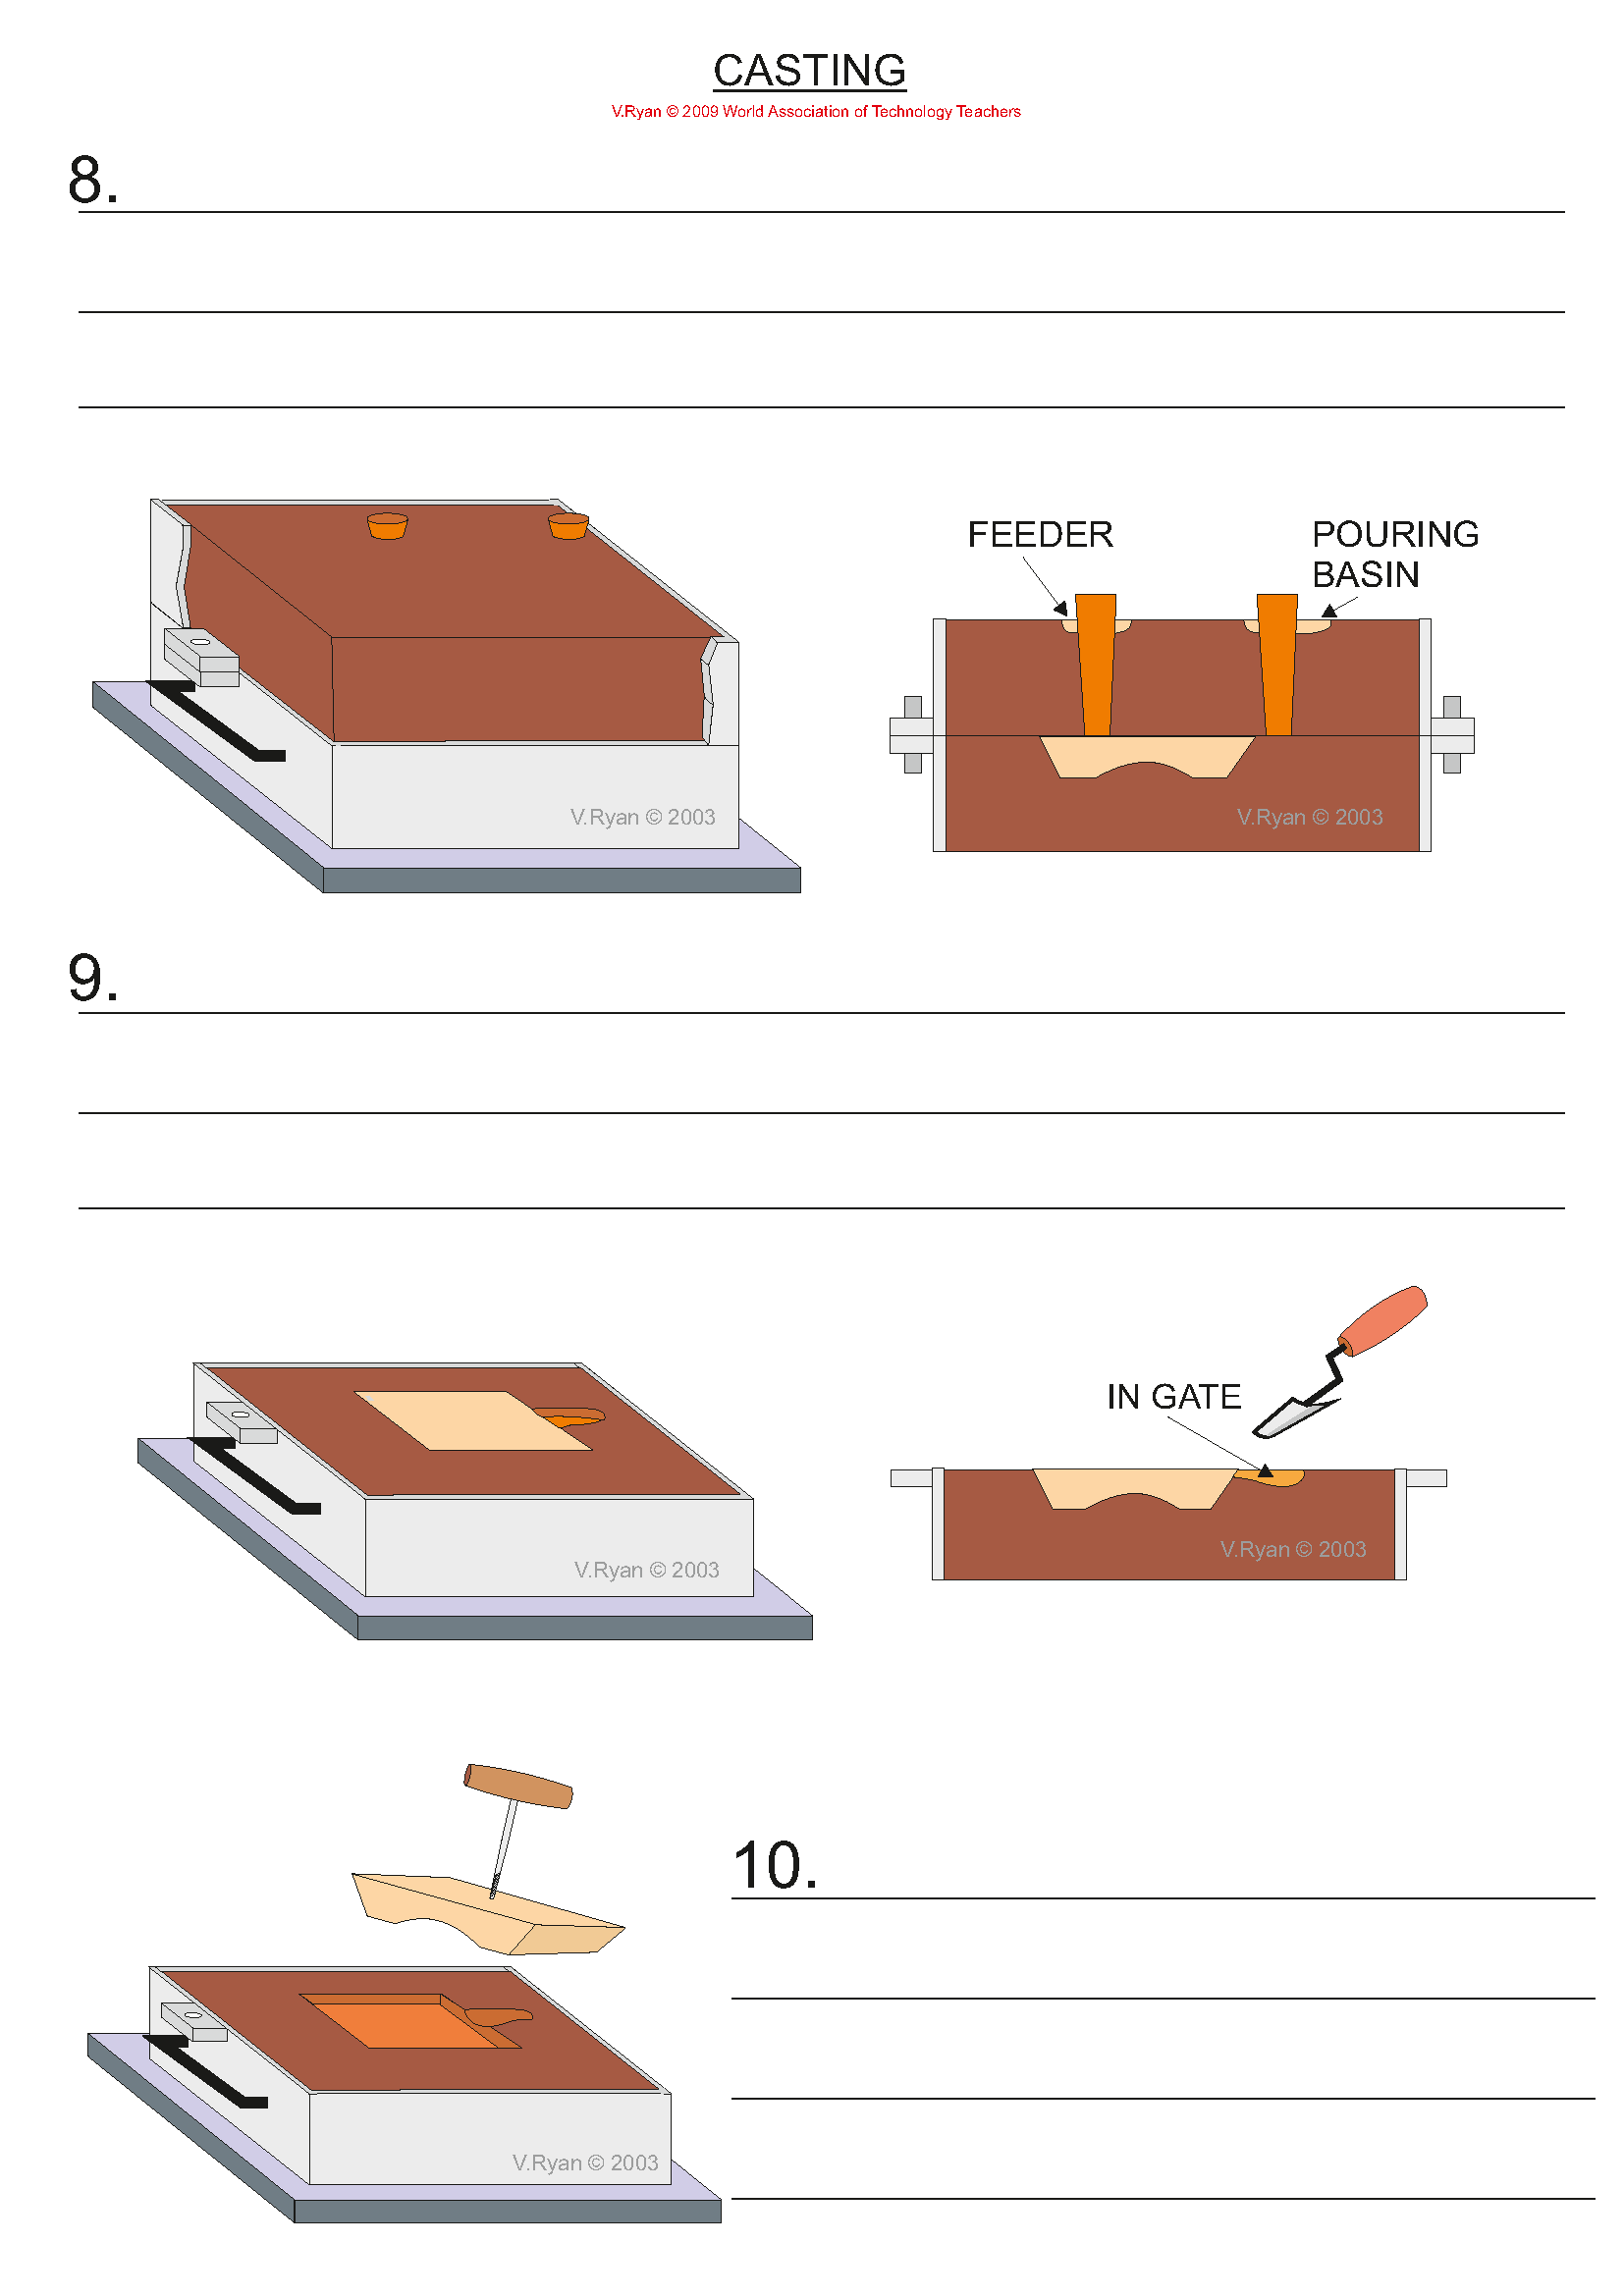 CASTING
V.Ryan © 2009 World Association of Technology Teachers
8.
FEEDER
POURING
BASIN
V.Ryan © 2003
V.Ryan © 2003
9.
IN GATE
V.Ryan © 2003
V.Ryan © 2003
10.
V.Ryan © 2003